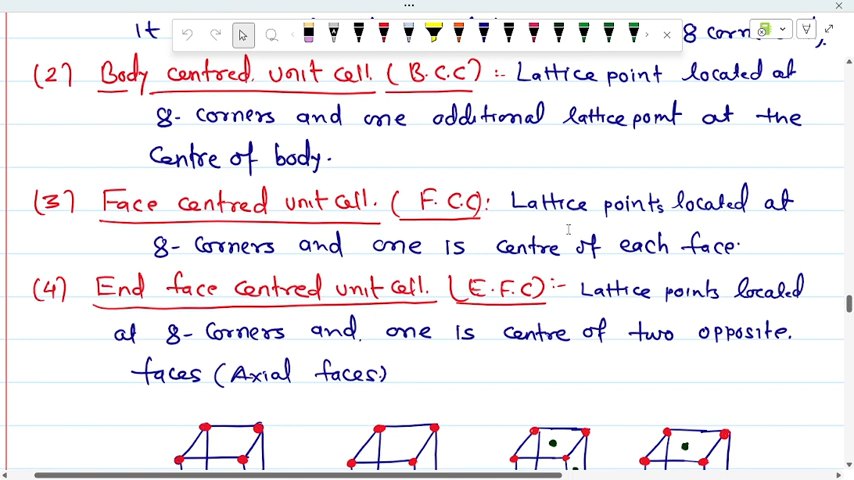 It 8 corn
(2) Body centred unit cell. (B.C.C) :- Lattice point located at
8- corners and one additional lattice point at the
Centre of body.
(3) Face centred unit cell. (F.C.C): Lattice points located at
8- corners and one is centre of each face.
(4) End face centred unit cell. (E.F.C) :- Lattice points located
at 8- corners and one is centre of two opposite.
faces (Axial faces)